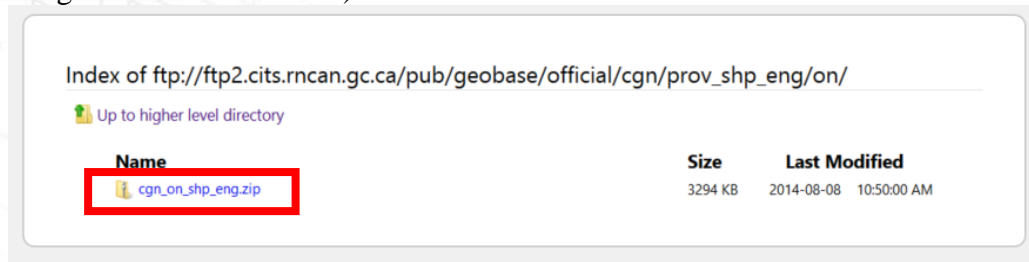 Index of ftp://ftp2.cits.rncan.gc.ca/pub/geobase/official/cgn/prov_shp_eng/on/
Up to higher level directory
Name Size Last Modified
cgn_on_shp_eng.zip 3294 KB 2014-08-08 10:50:00 AM